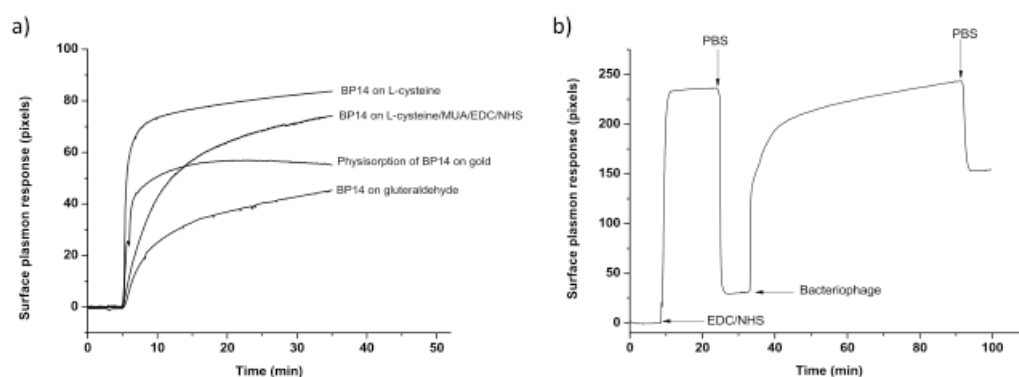 a)
b)
100
80
60
40
20
0
0
10
20
30
40
50
Surface plasmon response (pixels)
Time (min)
BP14 on L-cysteine
BP14 on L-cysteine/MUA/EDC/NHS
Physisorption of BP14 on gold
BP14 on gluteraldehyde
250
200
150
100
50
0
0
20
40
60
80
100
Surface plasmon response (pixels)
Time (min)
PBS
PBS
Bacteriophage
EDC/NHS